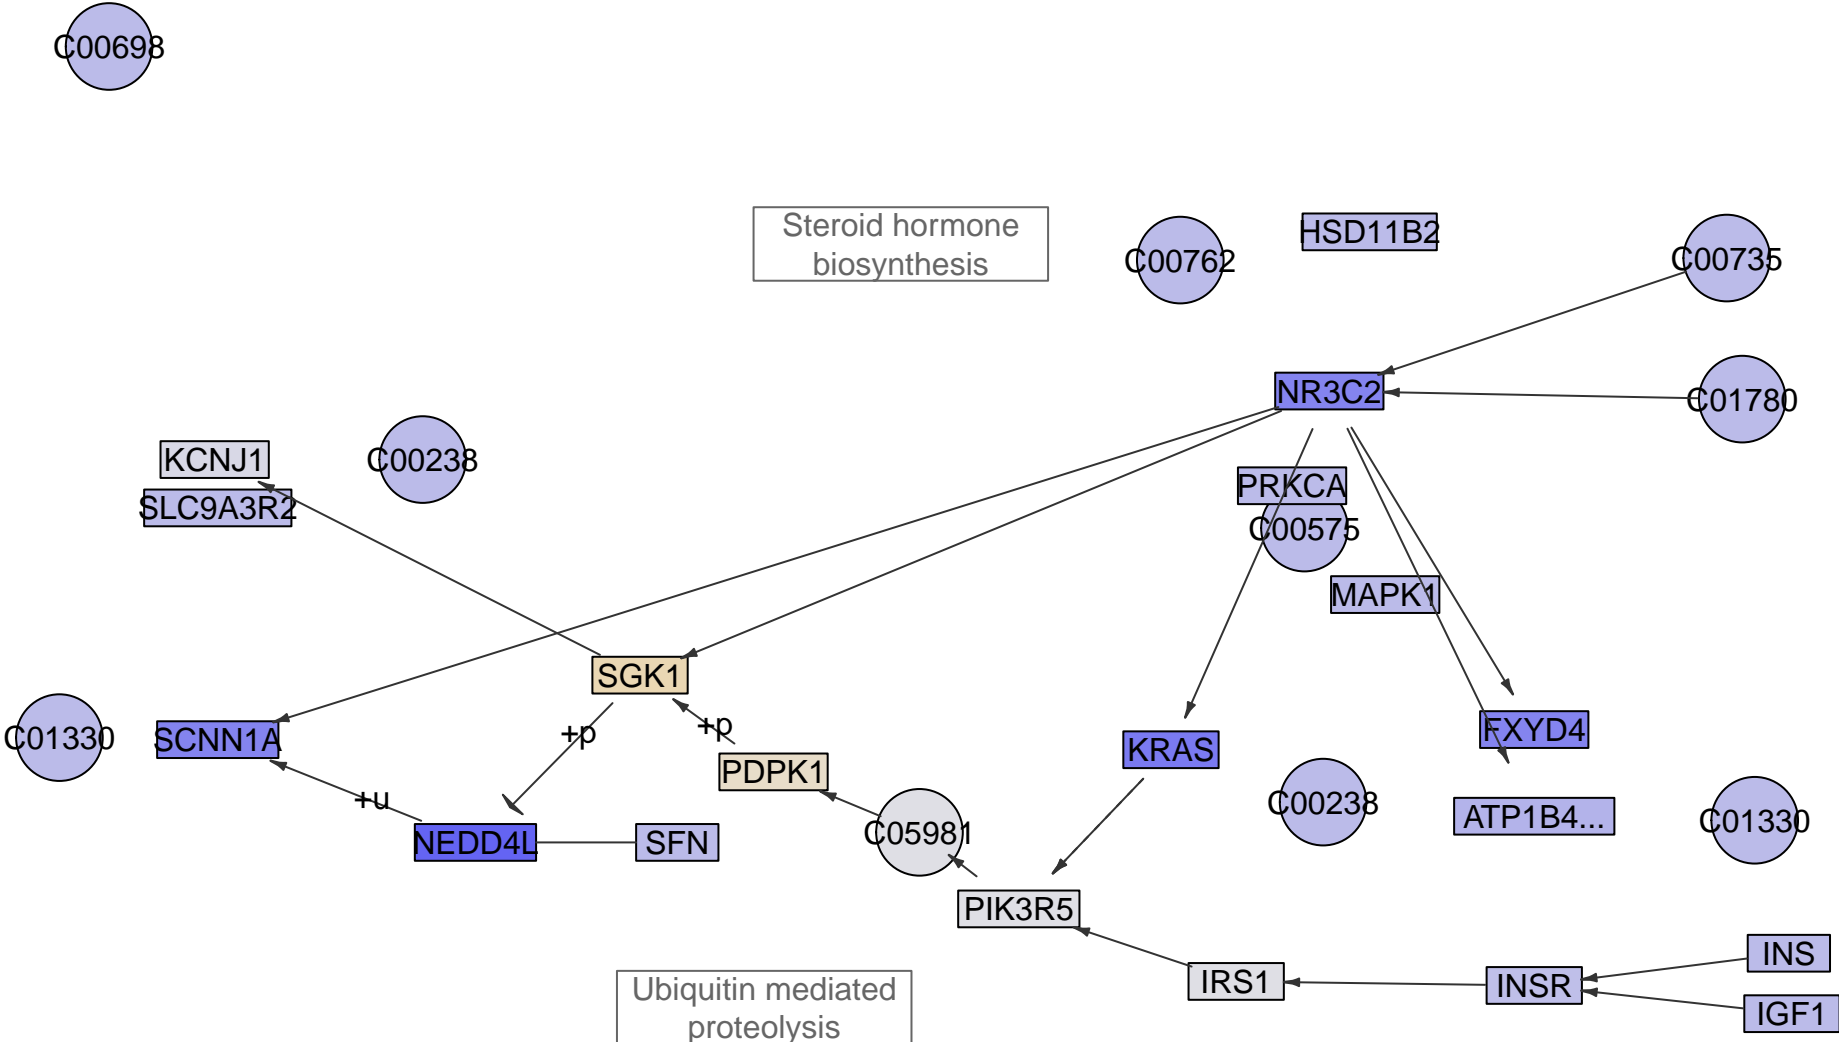 C00698
Steroid hormone
biosynthesis
C00762
HSD11B2
C00735
NR3C2
C01780
KCNJ1
C00238
SLC9A3R2
PRKCA
C00575
MAPK1
SGK1
C01330
SCNN1A
+p
+p
KRAS
FXYD4
PDPK1
+u
C00238
ATP1B4...
C01330
NEDD4L
SFN
C05981
PIK3R5
INS
IRS1
INSR
IGF1
Ubiquitin mediated
proteolysis